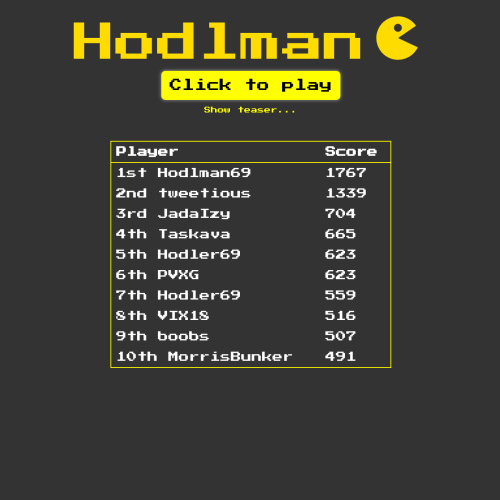 Hodlman
Click to play
Show teaser...
Player Score
1st Hodlman69 1767
2nd tweetious 1339
3rd JadaIzy 704
4th Taskava 665
5th Hodler69 623
6th PVXG 623
7th Hodler69 559
8th VIX18 516
9th boobs 507
10th MorrisBunker 491